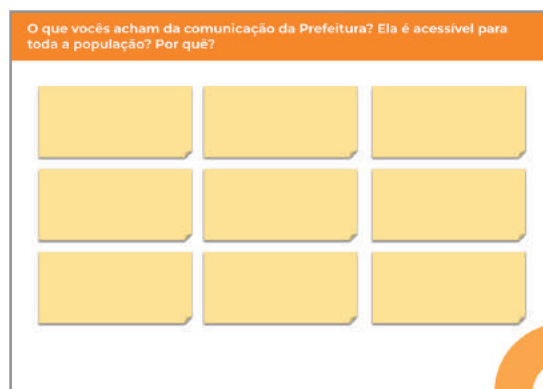 O que vocês acham da comunicação da Prefeitura? Ela é acessível para
toda a população? Por quê?